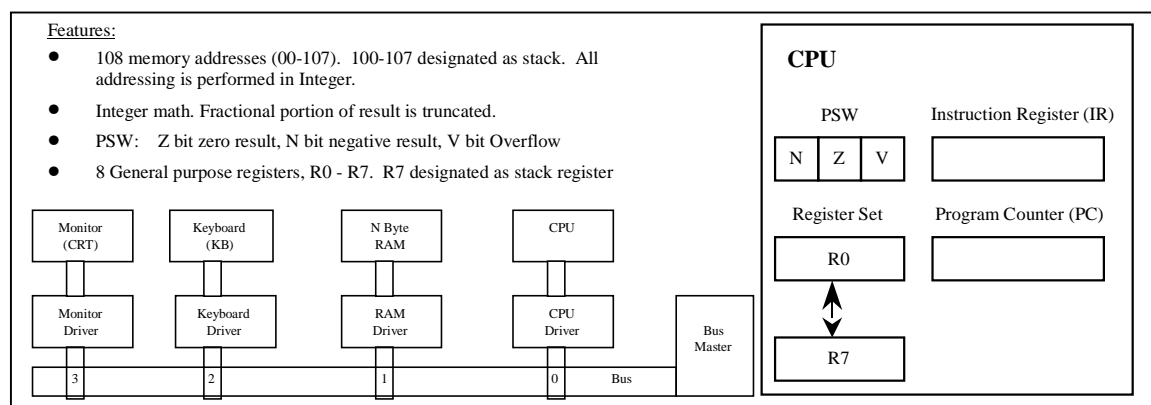 Features:
● 108 memory addresses (00-107). 100-107 designated as stack. All
addressing is performed in Integer.
● Integer math. Fractional portion of result is truncated.
● PSW: Z bit zero result, N bit negative result, V bit Overflow
● 8 General purpose registers, R0 - R7. R7 designated as stack register
Monitor
(CRT)
Keyboard
(KB)
N Byte
RAM
CPU
Monitor
Driver
Keyboard
Driver
RAM
Driver
CPU
Driver
Bus
Master
3
2
1
0
Bus
CPU
PSW
Instruction Register (IR)
N Z V
Register Set
Program Counter (PC)
R0
R7